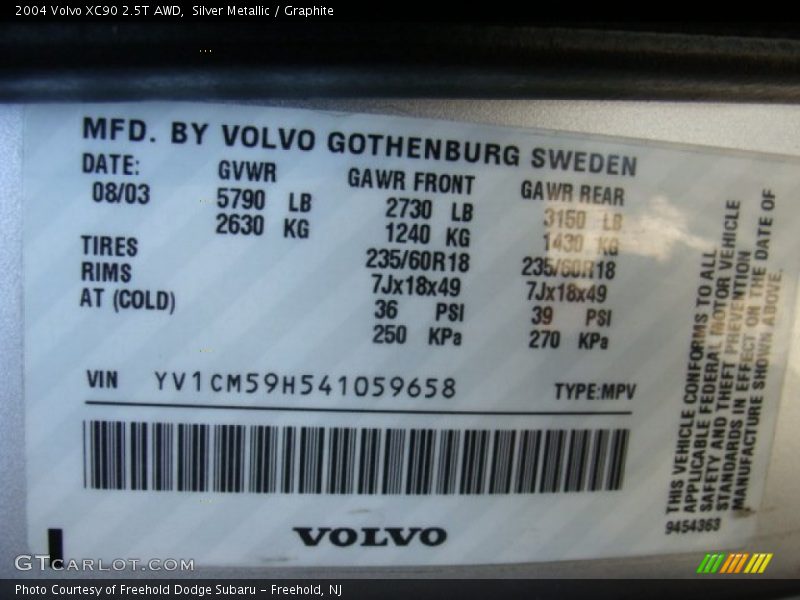 2004 Volvo XC90 2.5T AWD,  Silver Metallic / Graphite
MFD. BY VOLVO GOTHENBURG SWEDEN
DATE: GVWR GAWR FRONT GAWR REAR
08/03 5790 LB 2730 LB 3150 LB
2630 KG 1240 KG 1430 KG
TIRES 235/60R18 235/60R18
RIMS 7Jx18x49 7Jx18x49
AT (COLD) 36 PSI 39 PSI
250 KPa 270 KPa
VIN YV1CM59H541059658 TYPE:MPV
VOLVO
THIS VEHICLE CONFORMS TO ALL
APPLICABLE FEDERAL MOTOR VEHICLE
SAFETY AND THEFT PREVENTION
STANDARDS IN EFFECT ON THE DATE OF
MANUFACTURE SHOWN ABOVE.
9454363
GTCARLOT.COM
Photo Courtesy of Freehold Dodge Subaru - Freehold, NJ